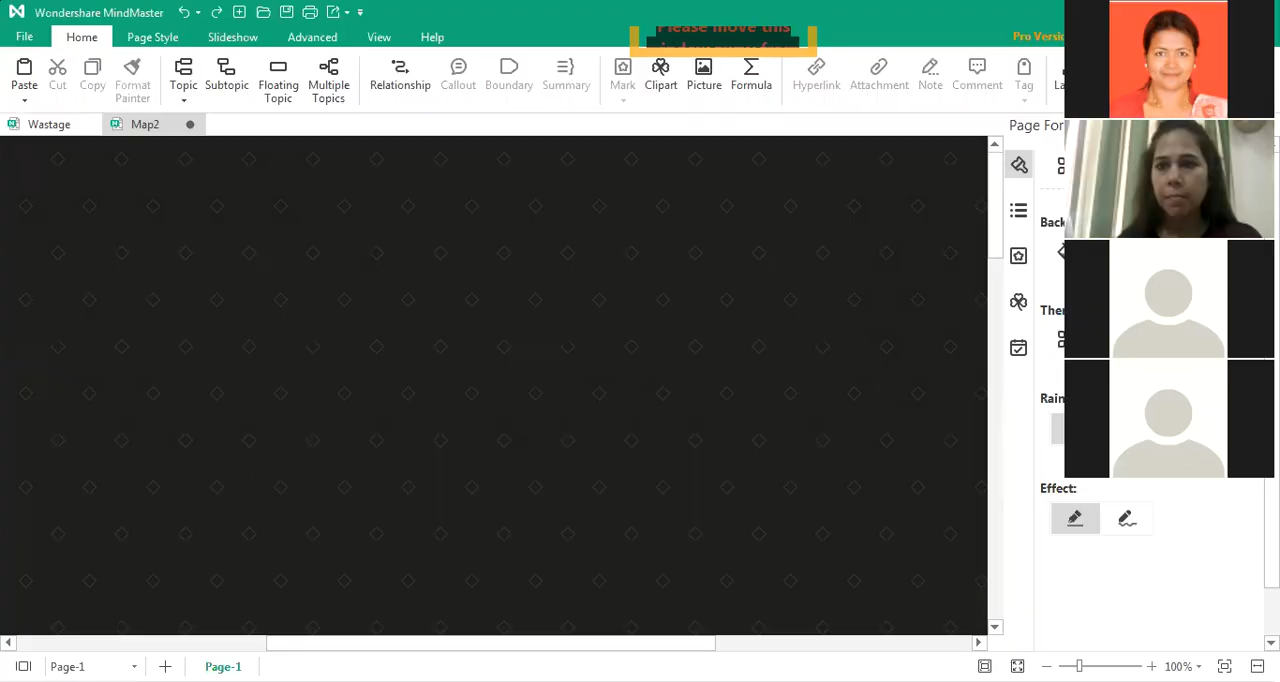 Wondershare MindMaster
File Home Page Style Slideshow Advanced View Help
Please move this
Pro Versi
Paste Cut Copy Format Painter Topic Subtopic Floating Topic Multiple Topics Relationship Callout Boundary Summary Mark Clipart Picture Formula Hyperlink Attachment Note Comment Tag La
Wastage Map2
Page For
Back
Ther
Rain
Effect:
Page-1 Page-1 100%